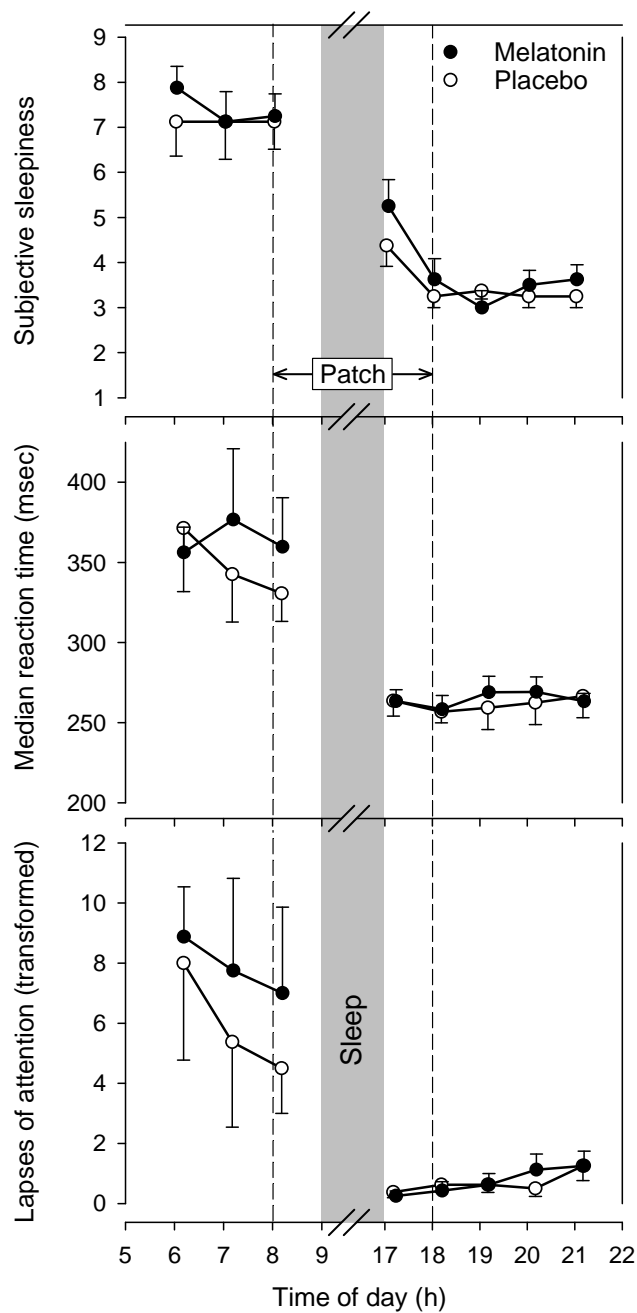 Melatonin
Placebo
Subjective sleepiness
9
8
7
6
5
4
3
2
1
Patch
Median reaction time (msec)
400
350
300
250
200
Lapses of attention (transformed)
12
10
8
6
4
2
0
Sleep
5 6 7 8 9 17 18 19 20 21 22
Time of day (h)